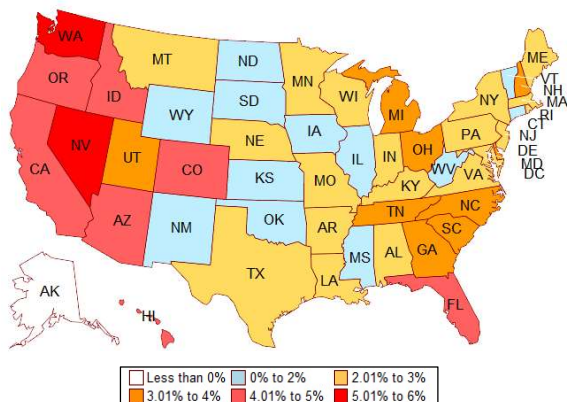 WA
MT
ND
MN
ME
OR
ID
SD
WI
VT
NH
WY
MI
NY
MA
RI
NE
IA
PA
CT
NJ
NV
UT
IL
IN
OH
DE
CA
CO
KS
MO
WV
VA
MD
KY
DC
AZ
NM
OK
AR
TN
NC
SC
TX
MS
AL
GA
LA
AK
HI
FL
Less than 0% 0% to 2% 2.01% to 3%
3.01% to 4% 4.01% to 5% 5.01% to 6%